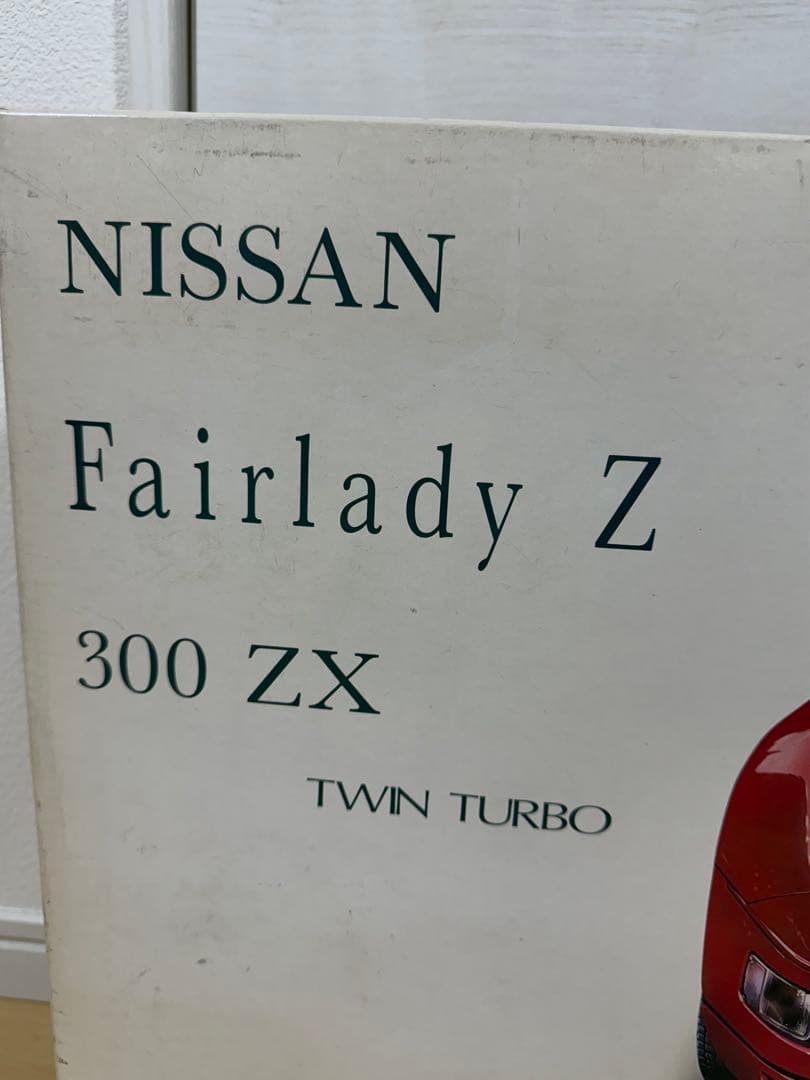 NISSAN
Fairlady Z
300 ZX
TWIN TURBO